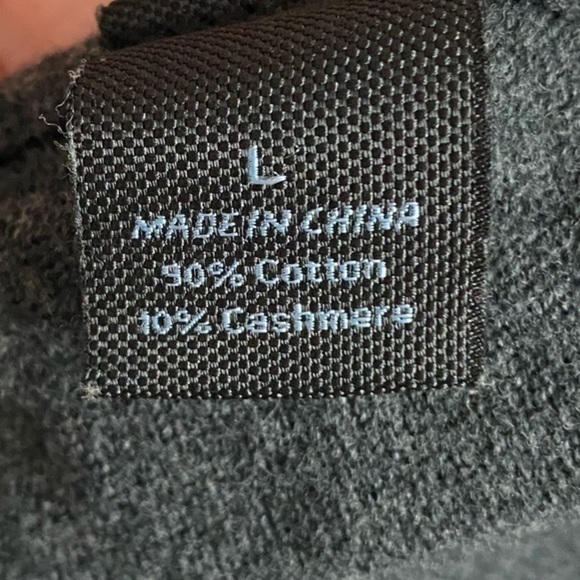 L
MADE IN CHINA
90% Cotton
10% Cashmere